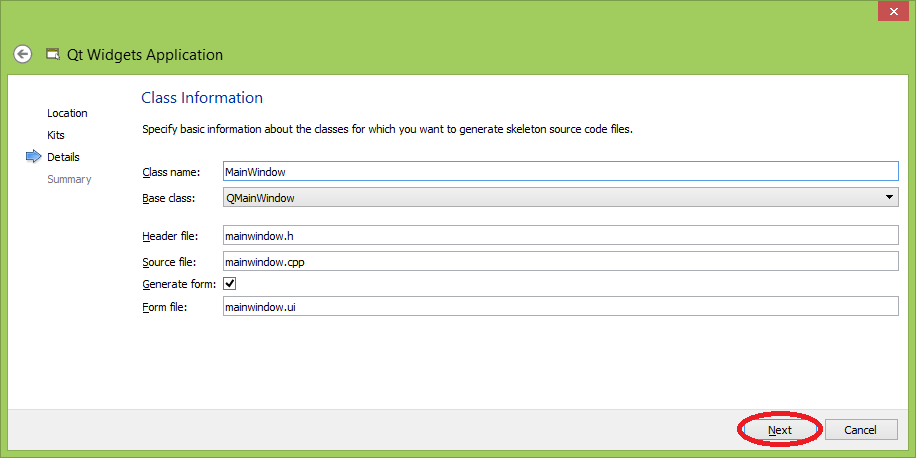 Qt Widgets Application
Location
Kits
Details
Summary
Class Information
Specify basic information about the classes for which you want to generate skeleton source code files.
Class name: MainWindow
Base class: QMainWindow
Header file: mainwindow.h
Source file: mainwindow.cpp
Generate form:
Form file: mainwindow.ui
Next Cancel